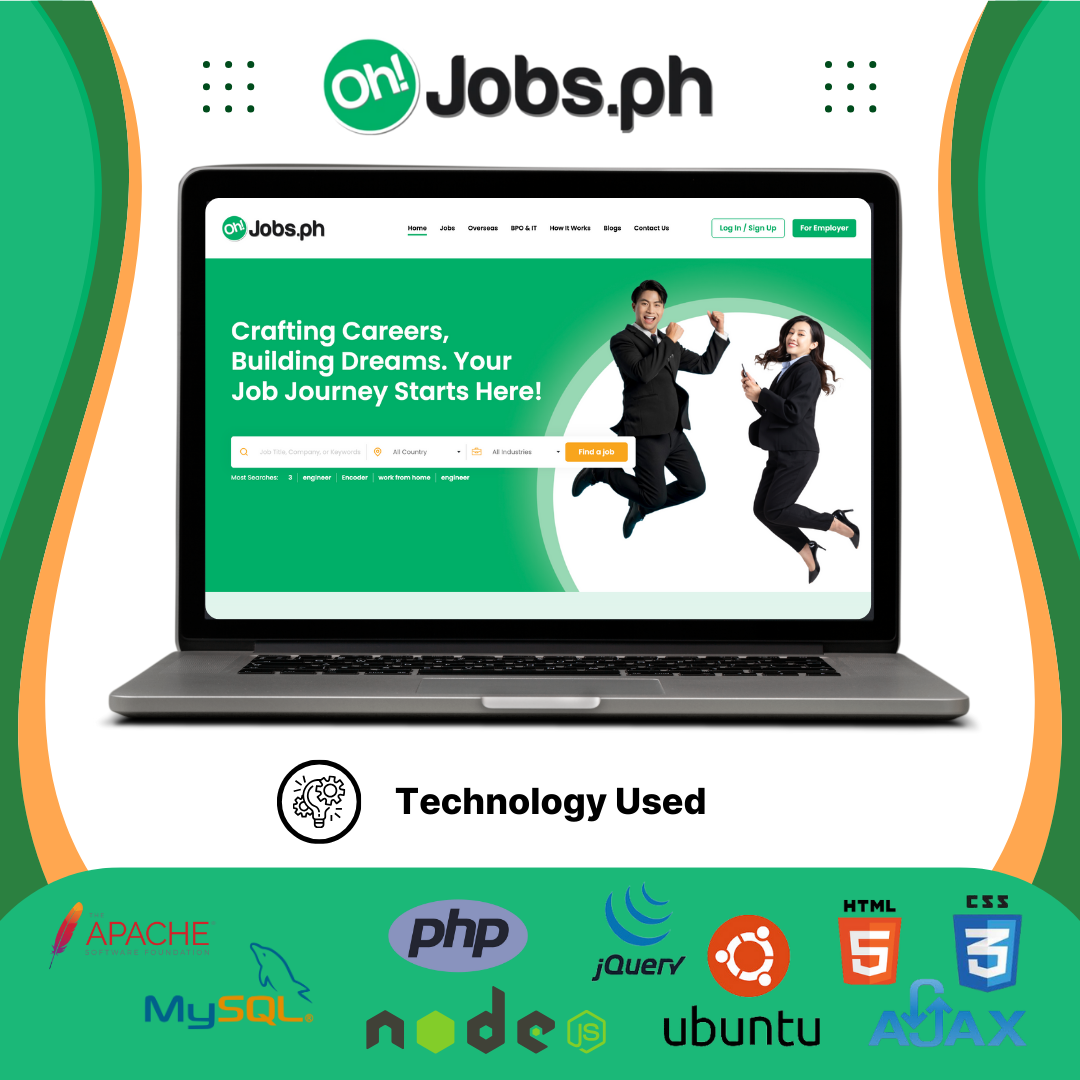 Oh! Jobs.ph
Oh! Jobs.ph
Home Jobs Overseas BPO & IT How It Works Blogs Contact Us
Log In / Sign Up
For Employer
Crafting Careers,
Building Dreams. Your
Job Journey Starts Here!
Job Title, Company, or Keywords
All Country
All Industries
Find a job
Most Searches: 3 engineer Encoder work from home engineer
Technology Used
THE
APACHE™
SOFTWARE FOUNDATION
MySQL®
php
node
JS
jQuery
ubuntu
HTML
5
CSS
3
AJAX